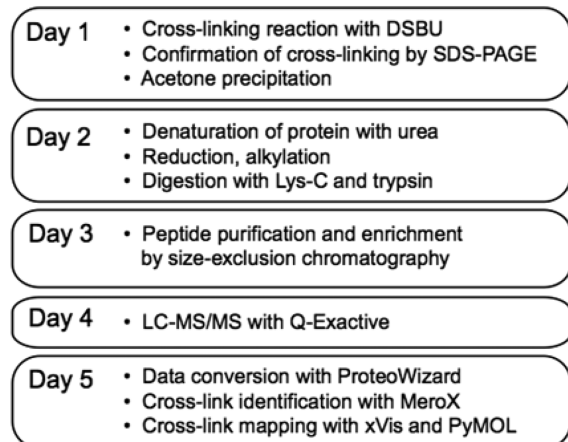 Day 1
• Cross-linking reaction with DSBU
• Confirmation of cross-linking by SDS-PAGE
• Acetone precipitation
Day 2
• Denaturation of protein with urea
• Reduction, alkylation
• Digestion with Lys-C and trypsin
Day 3
• Peptide purification and enrichment
by size-exclusion chromatography
Day 4
• LC-MS/MS with Q-Exactive
Day 5
• Data conversion with ProteoWizard
• Cross-link identification with MeroX
• Cross-link mapping with xVis and PyMOL